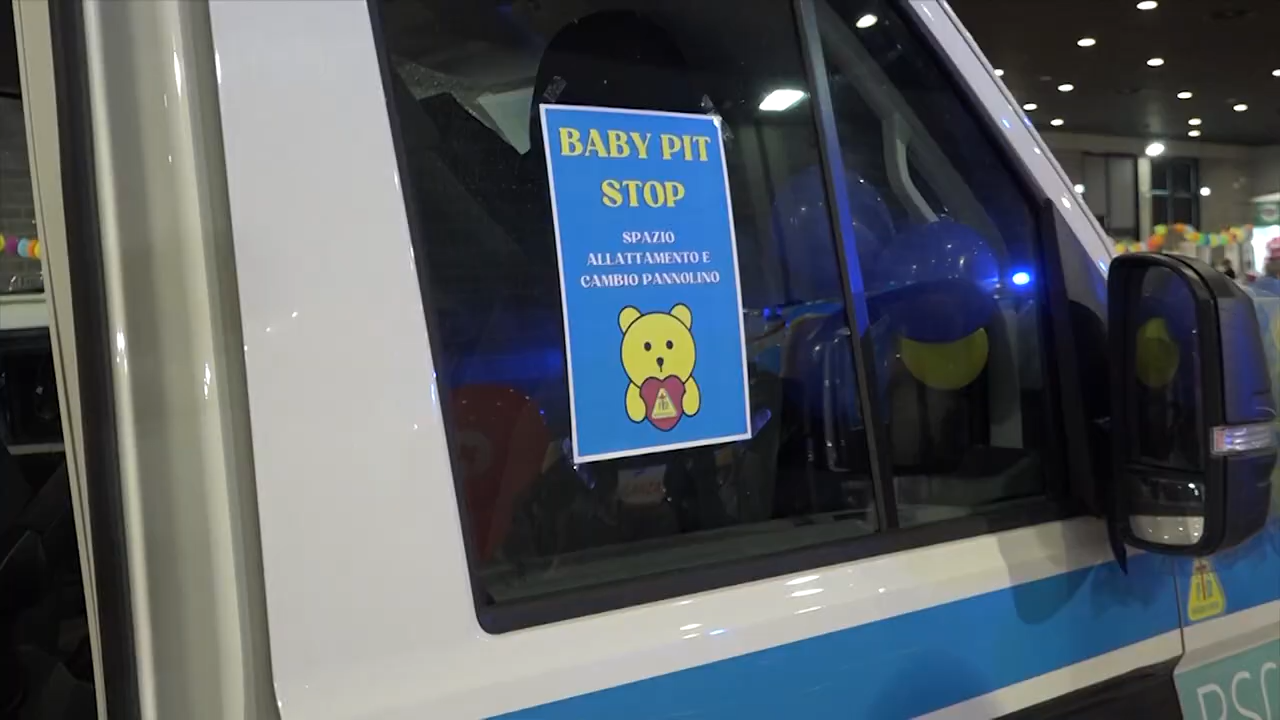 BABY PIT
STOP
SPAZIO
ALLATTAMENTO E
CAMBIO PANNOLINO